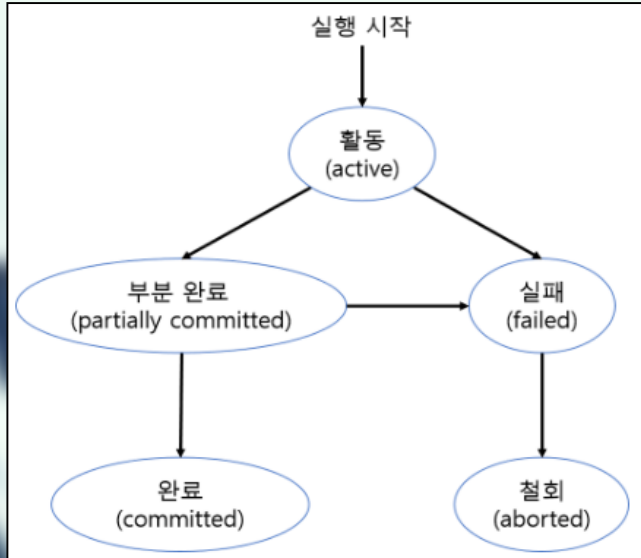 실행 시작
활동
(active)
부분 완료
(partially committed)
실패
(failed)
완료
(committed)
철회
(aborted)